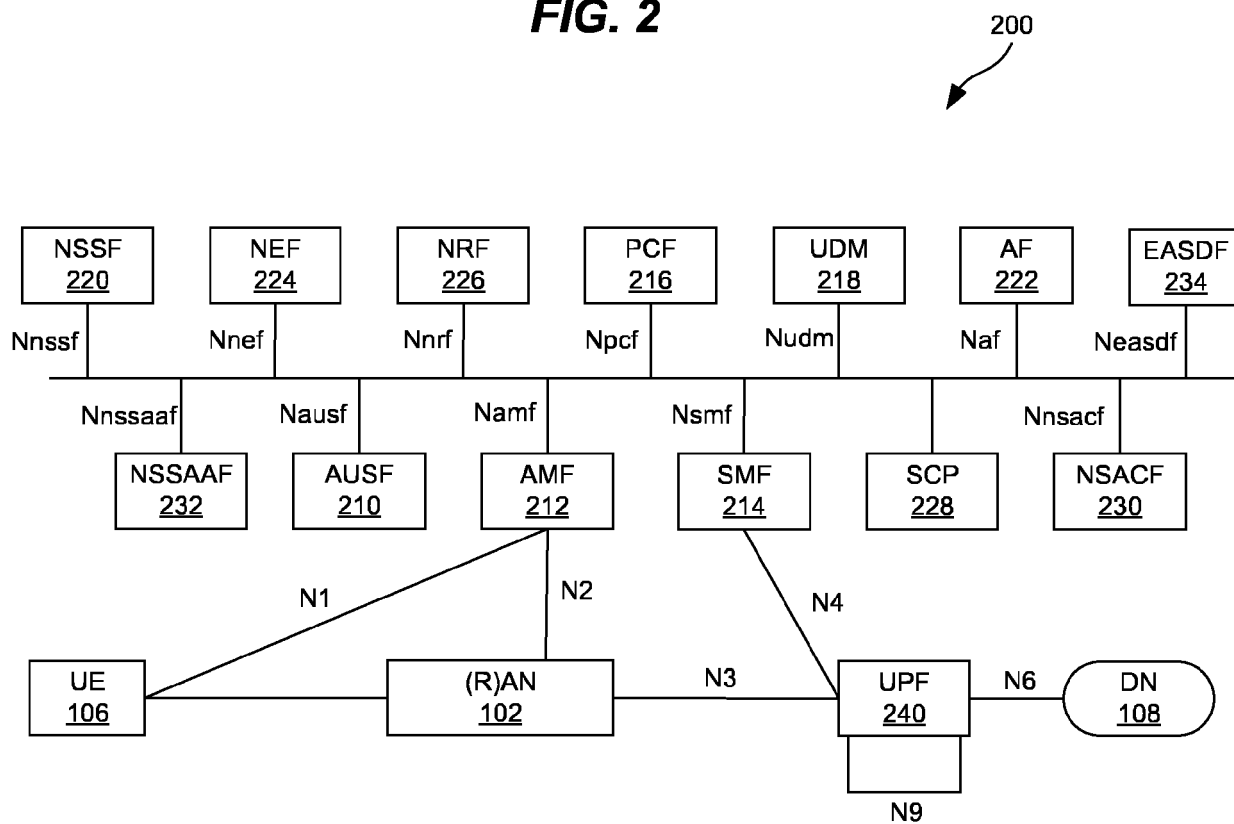 FIG. 2
200
NSSF
220
NEF
224
NRF
226
PCF
216
UDM
218
AF
222
EASDF
234
Nnssf
Nnef
Nnrf
Npcf
Nudm
Naf
Neasdf
Nnssaaf
Nausf
Namf
Nsmf
Nnsacf
NSSAAF
232
AUSF
210
AMF
212
SMF
214
SCP
228
NSACF
230
N1
N2
N4
UE
106
(R)AN
102
N3
UPF
240
N6
DN
108
N9